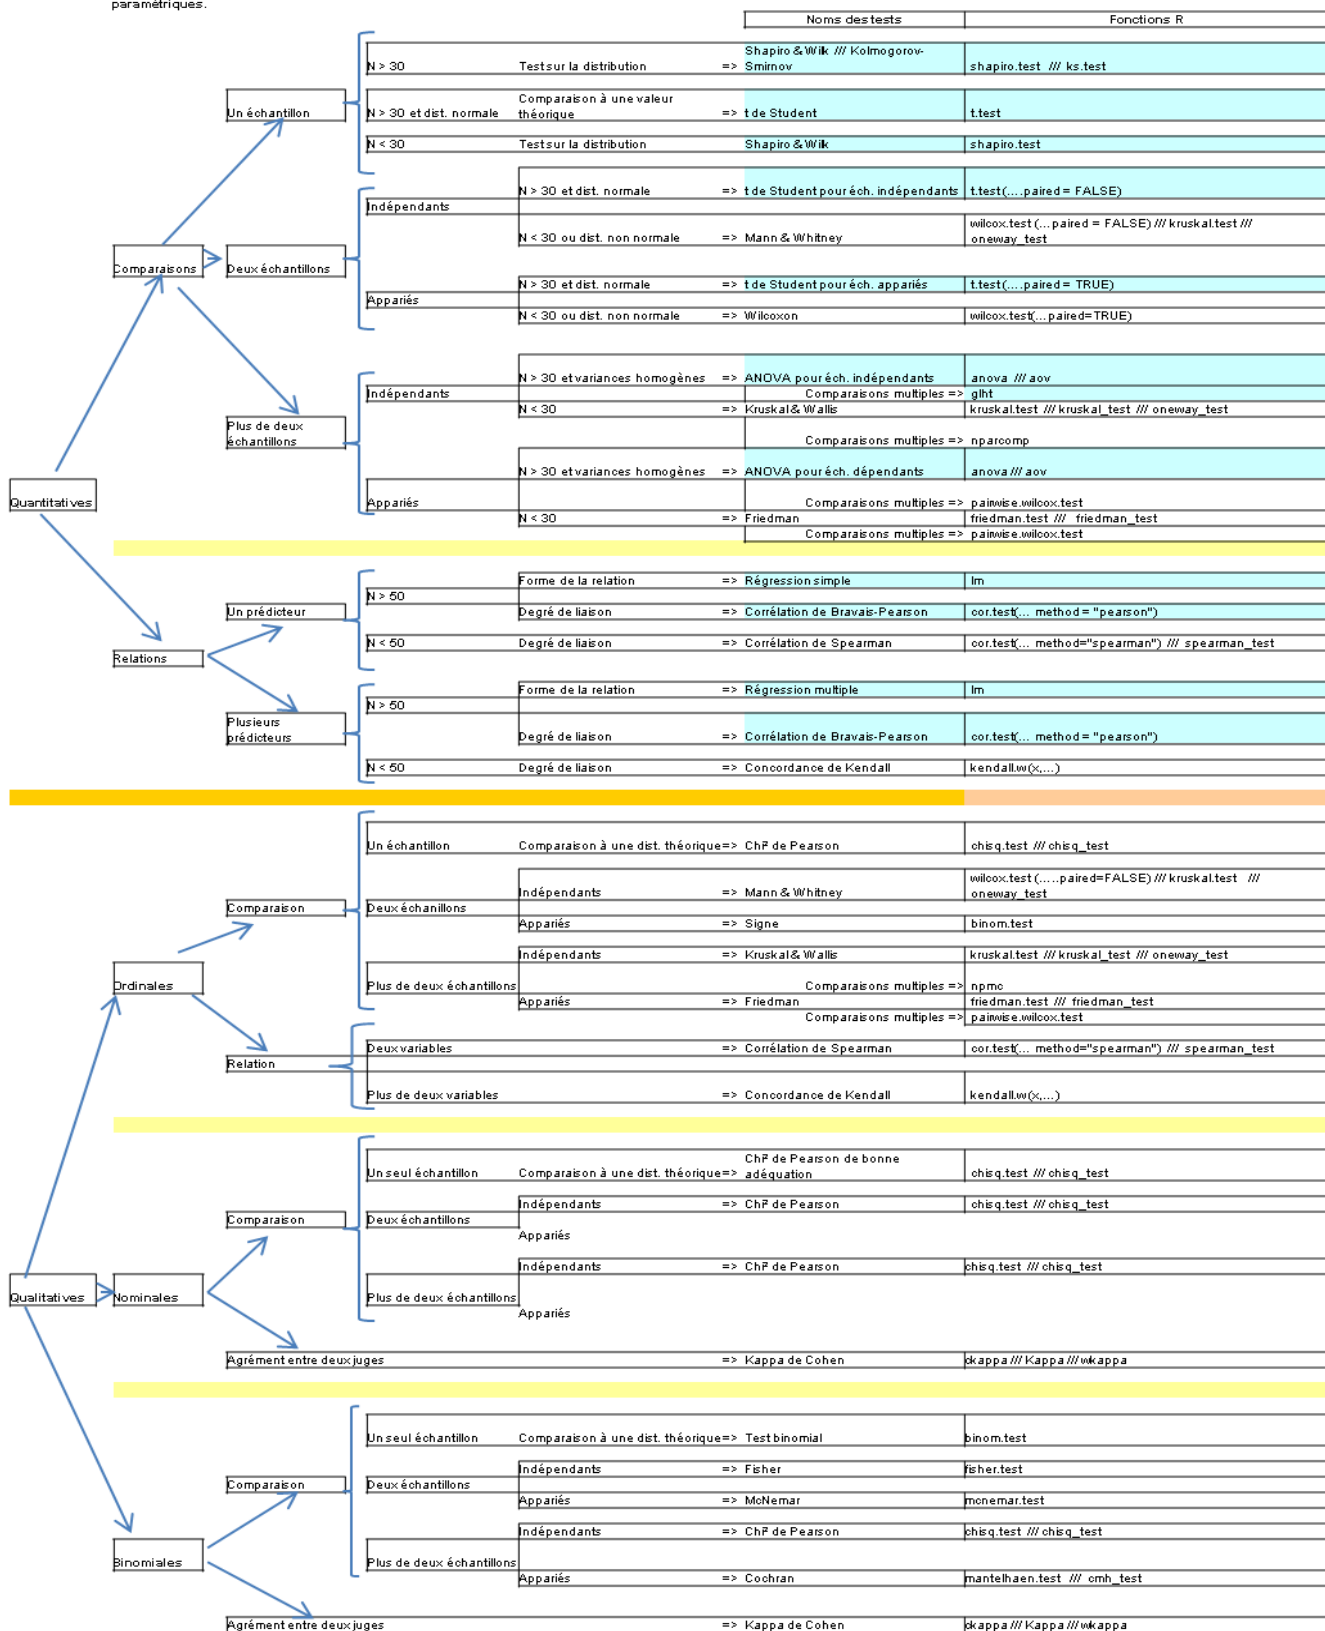 paramétriques.
Noms des tests Fonctions R
Shapiro & Wilk /// Kolmogorov-
N > 30 Test sur la distribution => Smirnov shapiro.test /// ks.test
Comparaison à une valeur
Un échantillon N > 30 et dist. normale théorique => t de Student t.test
N < 30 Test sur la distribution Shapiro & Wilk shapiro.test
N > 30 et dist. normale => t de Student pour éch. indépendants t.test(....paired = FALSE)
Indépendants
wilcox.test (...paired = FALSE) /// kruskal.test ///
N < 30 ou dist. non normale => Mann & Whitney oneway_test
Comparaisons Deux échantillons
N > 30 et dist. normale => t de Student pour éch. appariés t.test(....paired = TRUE)
Appariés
N < 30 ou dist. non normale => Wilcoxon wilcox.test(...paired=TRUE)
N > 30 et variances homogènes => ANOVA pour éch. indépendants anova /// aov
Indépendants Comparaisons multiples => glht
N < 30 => Kruskal & Wallis kruskal.test /// kruskal_test /// oneway_test
Plus de deux
échantillons Comparaisons multiples => nparcomp
N > 30 et variances homogènes => ANOVA pour éch. dépendants anova /// aov
Quantitatives Appariés Comparaisons multiples => pairwise.wilcox.test
N < 30 => Friedman friedman.test /// friedman_test
Comparaisons multiples => pairwise.wilcox.test
Forme de la relation => Régression simple lm
N > 50
Un prédicteur Degré de liaison => Corrélation de Bravais-Pearson cor.test(... method = "pearson")
N < 50 Degré de liaison => Corrélation de Spearman cor.test(... method="spearman") /// spearman_test
Relations
Forme de la relation => Régression multiple lm
N > 50
Plusieurs
prédicteurs Degré de liaison => Corrélation de Bravais-Pearson cor.test(... method = "pearson")
N < 50 Degré de liaison => Concordance de Kendall kendall.w(x,...)
Un échantillon Comparaison à une dist. théorique=> Chi² de Pearson chisq.test /// chisq_test
wilcox.test (.....paired=FALSE) /// kruskal.test ///
Indépendants => Mann & Whitney oneway_test
Comparaison Deux échanillons
Appariés => Signe binom.test
Indépendants => Kruskal & Wallis kruskal.test /// kruskal_test /// oneway_test
Ordinales Plus de deux échantillons Comparaisons multiples => npmc
Appariés => Friedman friedman.test /// friedman_test
Comparaisons multiples => pairwise.wilcox.test
Deux variables => Corrélation de Spearman cor.test(... method="spearman") /// spearman_test
Relation
Plus de deux variables => Concordance de Kendall kendall.w(x,...)
Chi² de Pearson de bonne
Un seul échantillon Comparaison à une dist. théorique=> adéquation chisq.test /// chisq_test
Indépendants => Chi² de Pearson chisq.test /// chisq_test
Comparaison Deux échantillons
Appariés
Indépendants => Chi² de Pearson chisq.test /// chisq_test
Qualitatives Nominales Plus de deux échantillons
Appariés
Agrément entre deux juges => Kappa de Cohen ckappa /// Kappa /// wkappa
Un seul échantillon Comparaison à une dist. théorique=> Test binomial binom.test
Indépendants => Fisher fisher.test
Comparaison Deux échantillons
Appariés => McNemar mcnemar.test
Indépendants => Chi² de Pearson chisq.test /// chisq_test
Binomiales Plus de deux échantillons
Appariés => Cochran mantelhaen.test /// cmh_test
Agrément entre deux juges => Kappa de Cohen ckappa /// Kappa /// wkappa